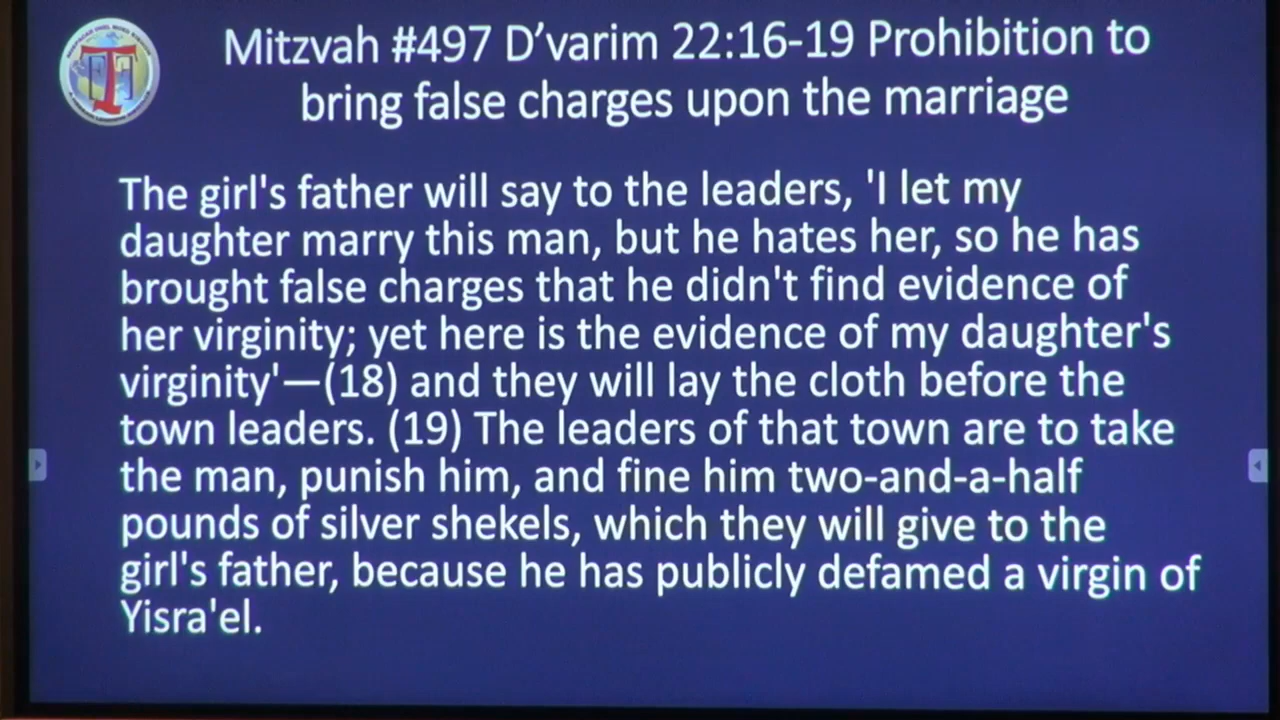 Mitzvah #497 D’varim 22:16-19 Prohibition to
bring false charges upon the marriage
The girl's father will say to the leaders, 'I let my
daughter marry this man, but he hates her, so he has
brought false charges that he didn't find evidence of
her virginity; yet here is the evidence of my daughter's
virginity'—(18) and they will lay the cloth before the
town leaders. (19) The leaders of that town are to take
the man, punish him, and fine him two-and-a-half
pounds of silver shekels, which they will give to the
girl's father, because he has publicly defamed a virgin of
Yisra'el.